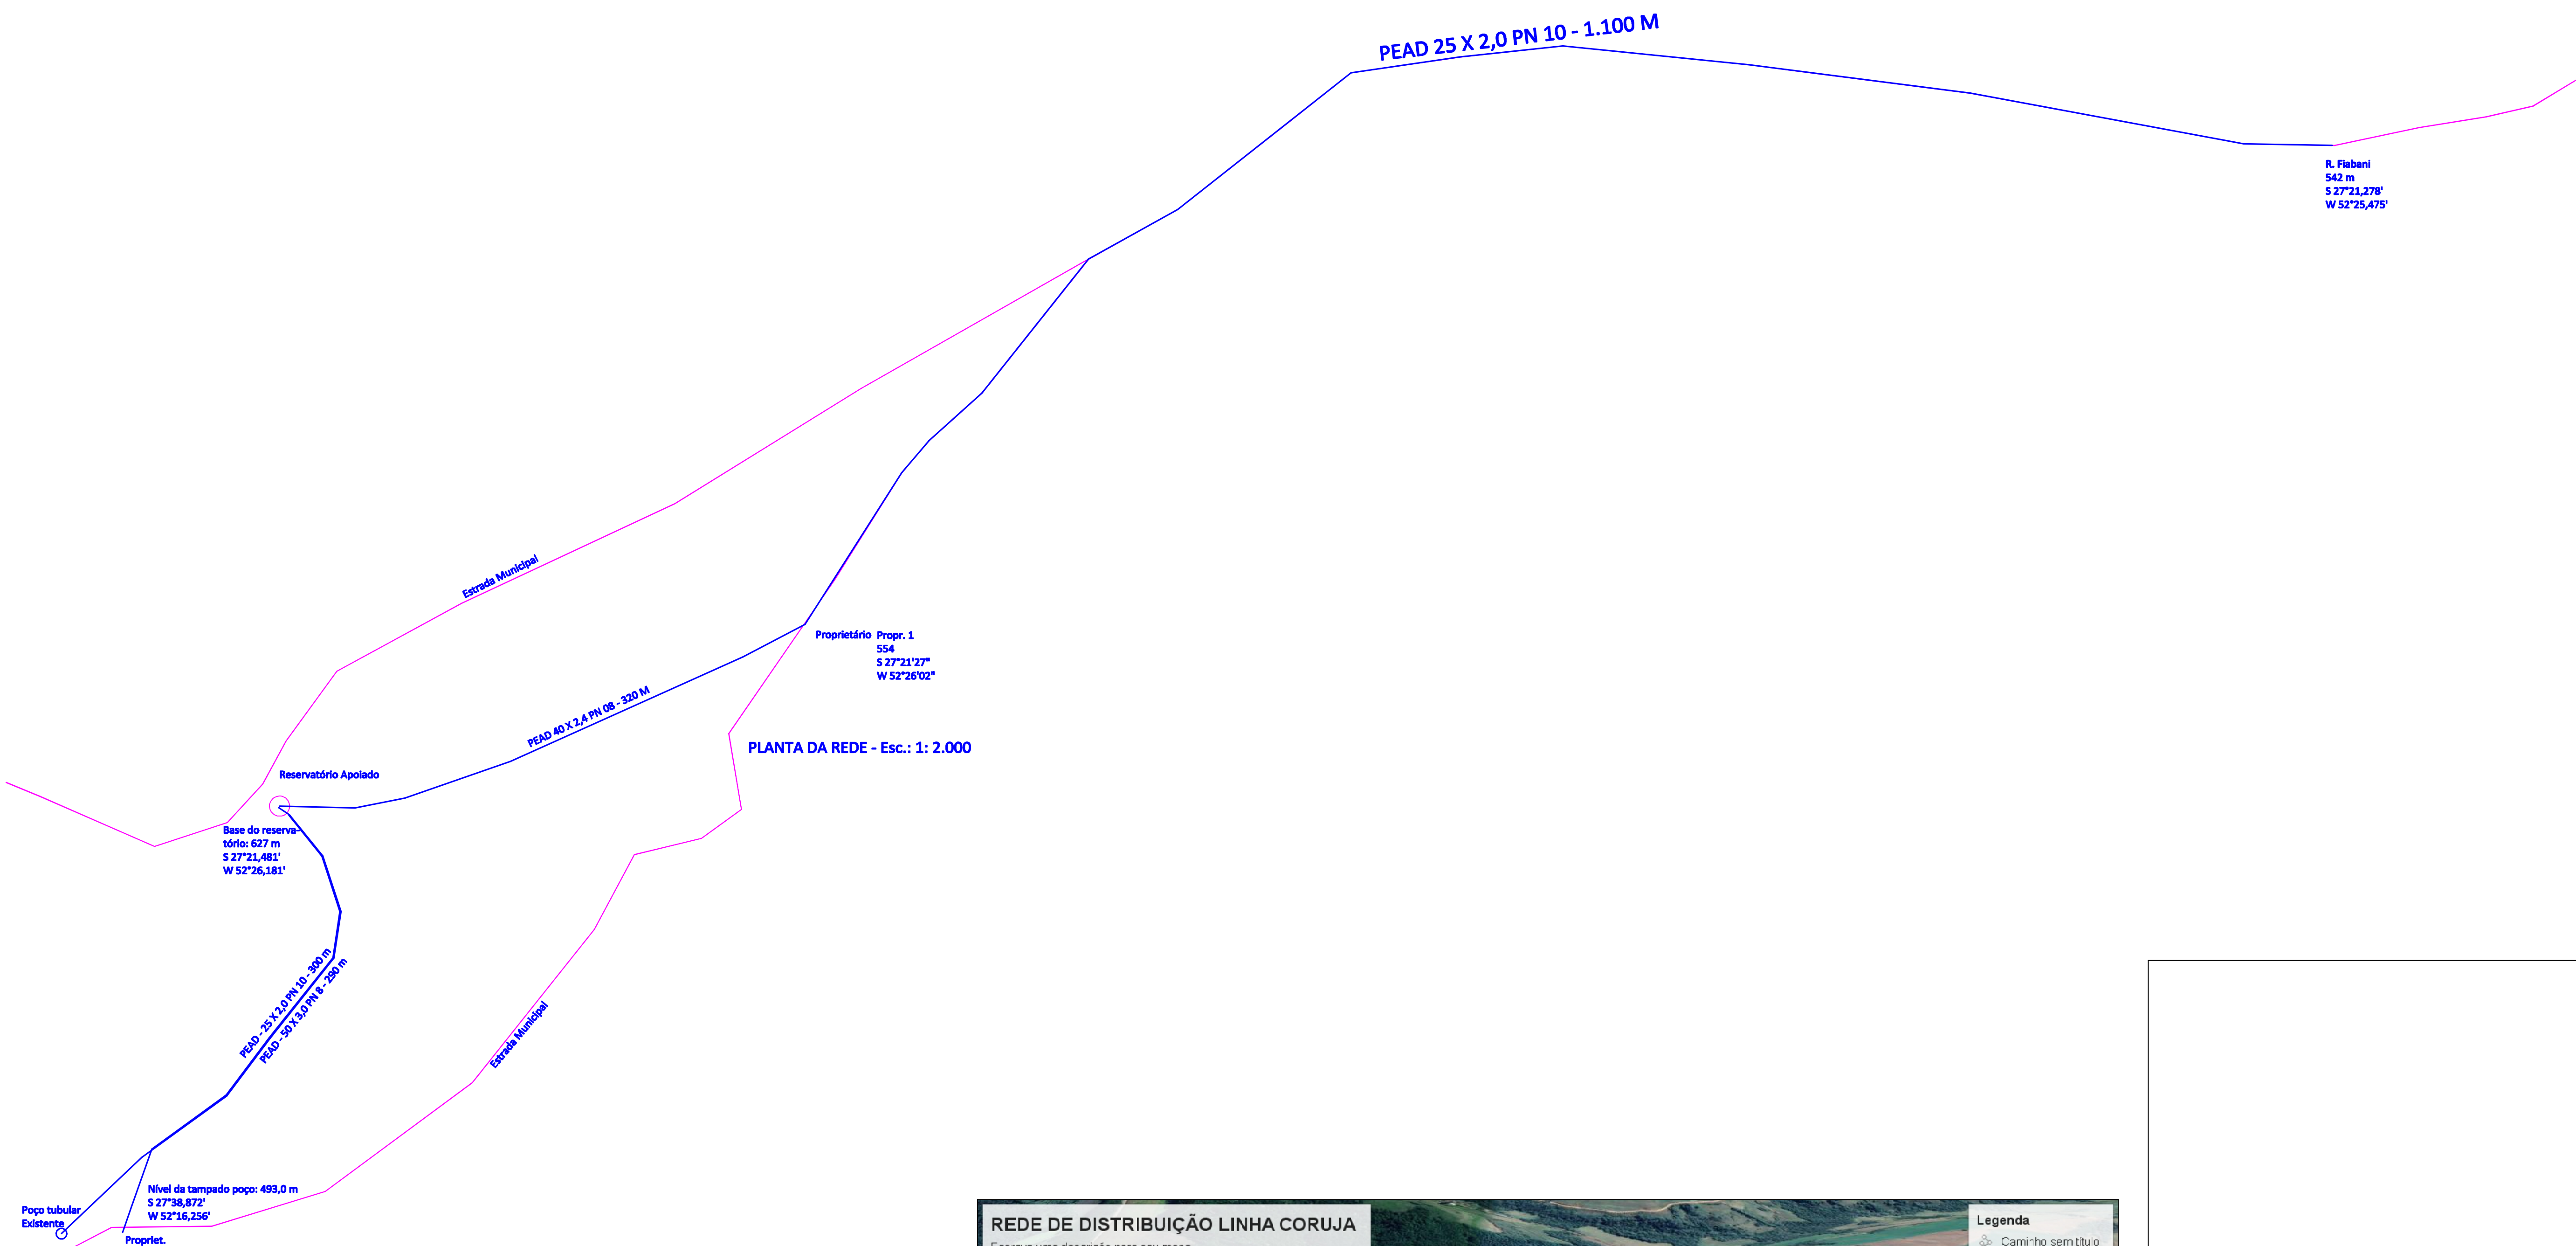 PEAD 25 X 2,0 PN 10 - 1.100 M
R. Fiabani
542 m
S 27°21,278'
W 52°25,475'
Estrada Municipal
Proprietário
Propr. 1
554
S 27°21'27"
W 52°26'02"
PEAD 40 X 2,4 PN 08 - 320 M
PLANTA DA REDE - Esc.: 1: 2.000
Reservatório Apoiado
Base do reserva-
tório: 627 m
S 27°21,481'
W 52°26,181'
PEAD - 25 X 2,0 PN 10 - 300 m
PEAD - 50 X 3,0 PN 8 - 290 m
Estrada Municipal
Nível da tampado poço: 493,0 m
S 27°38,872'
W 52°16,256'
Poço tubular
Existente
Propriet.
REDE DE DISTRIBUIÇÃO LINHA CORUJA
Legenda
Caminho sem título